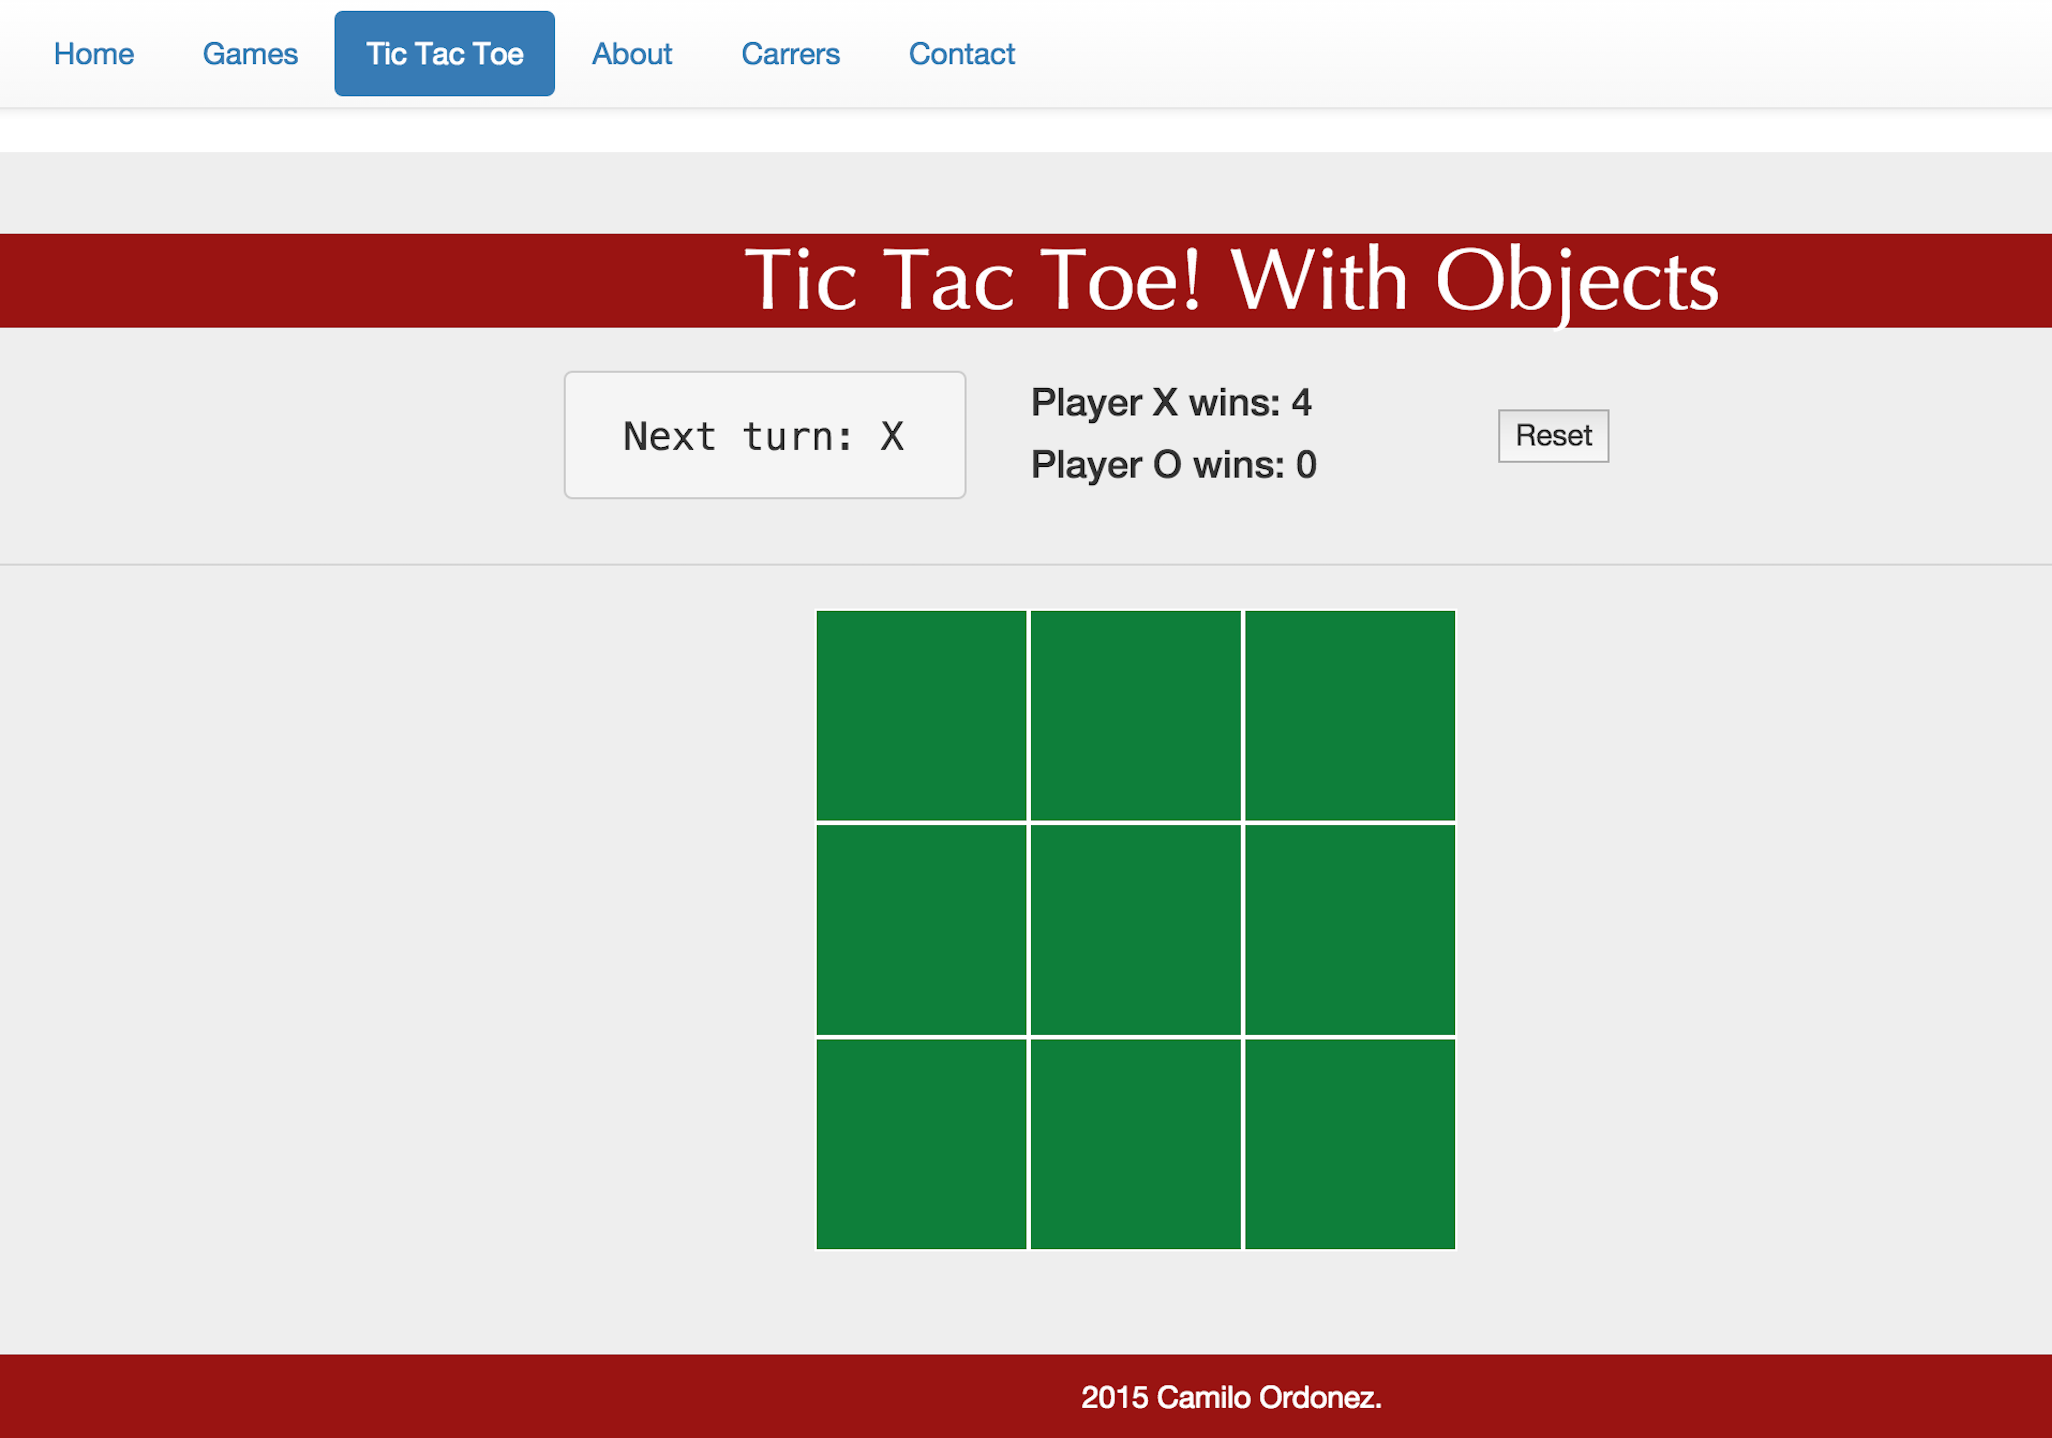 Home Games Tic Tac Toe About Carrers Contact
Tic Tac Toe! With Objects
Next turn: X
Player X wins: 4
Player O wins: 0
Reset
2015 Camilo Ordonez.